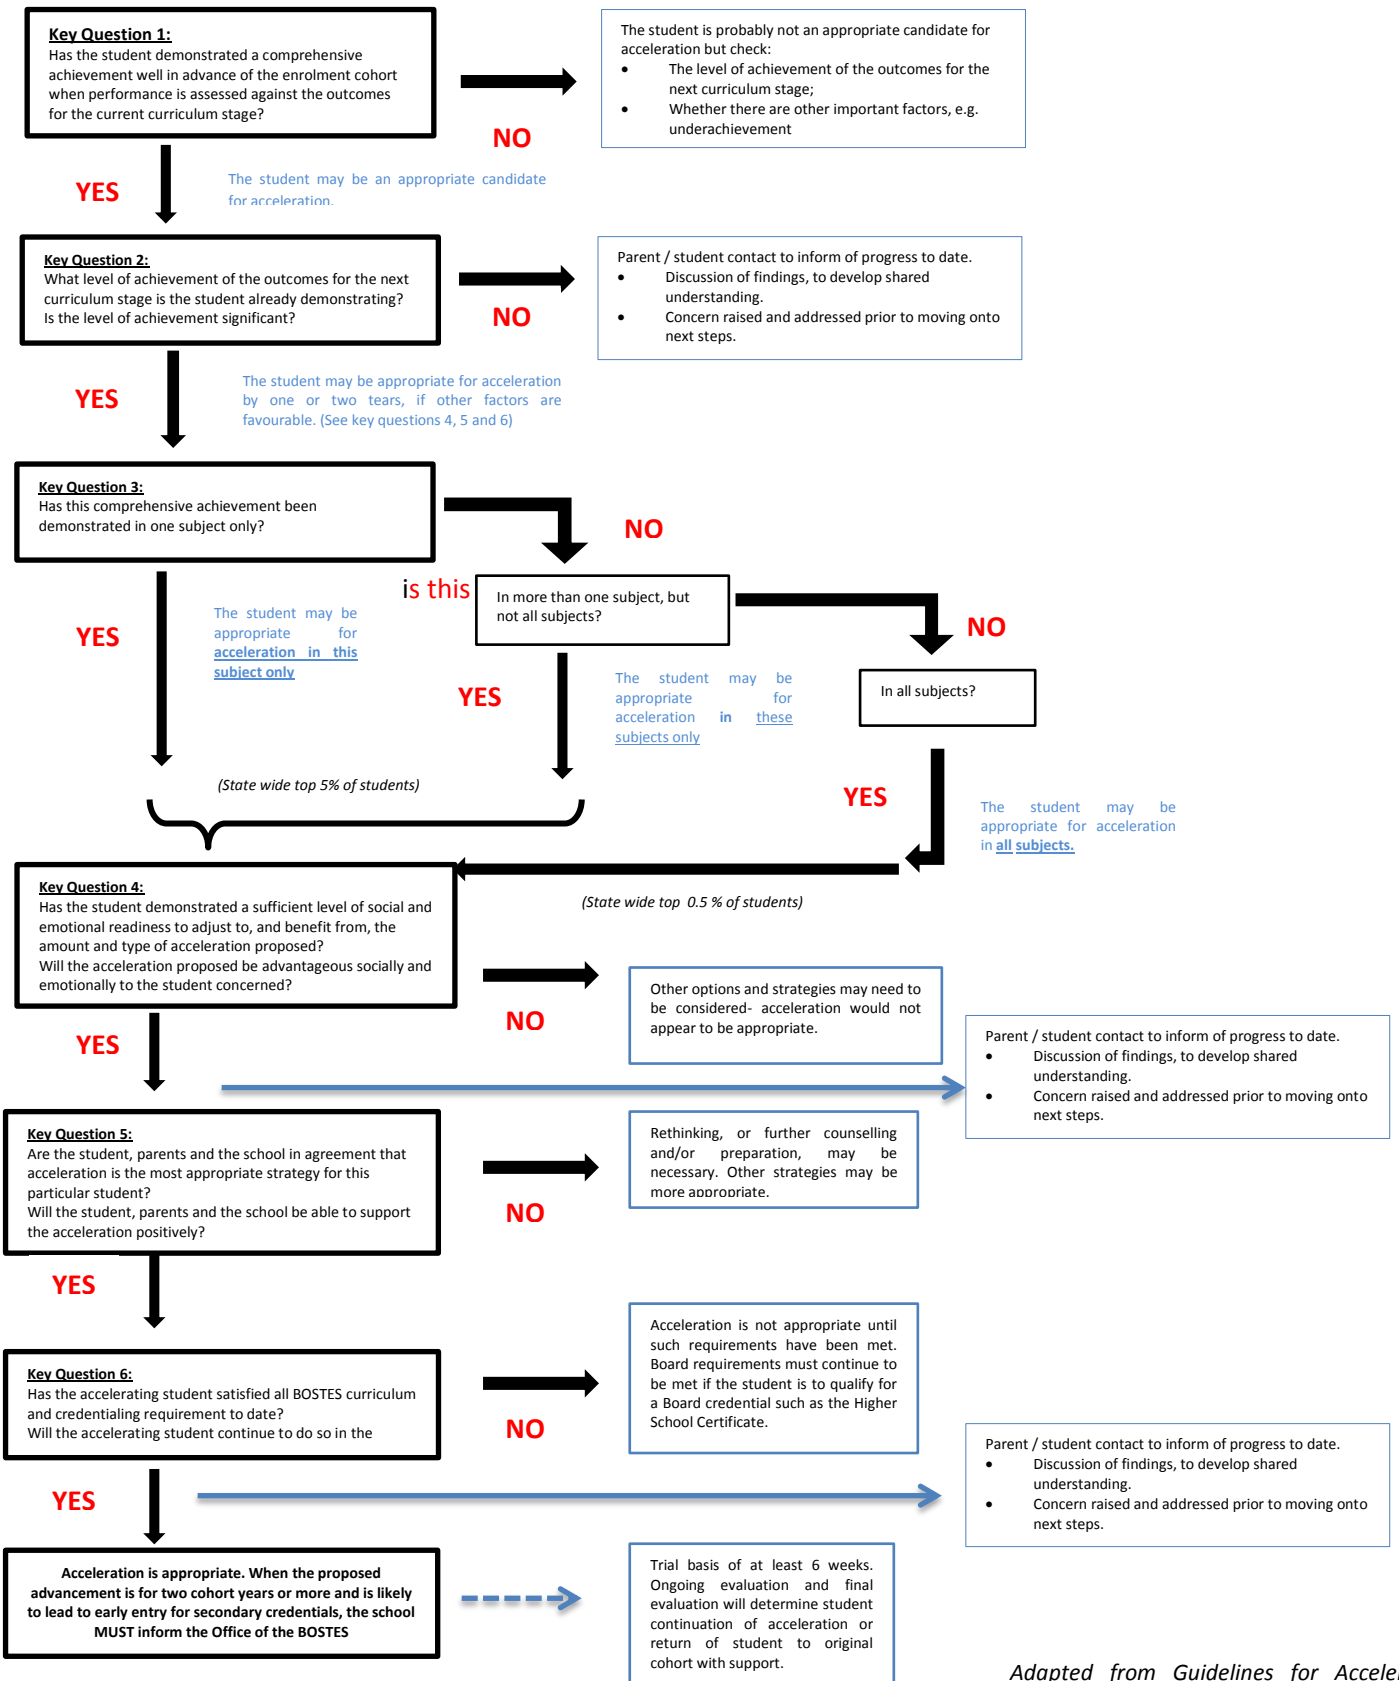 Key Question 1:
Has the student demonstrated a comprehensive
achievement well in advance of the enrolment cohort
when performance is assessed against the outcomes
for the current curriculum stage?
NO
The student is probably not an appropriate candidate for
acceleration but check:
• The level of achievement of the outcomes for the
next curriculum stage;
• Whether there are other important factors, e.g.
underachievement
YES
The student may be an appropriate candidate
for acceleration.
Key Question 2:
What level of achievement of the outcomes for the next
curriculum stage is the student already demonstrating?
Is the level of achievement significant?
NO
Parent / student contact to inform of progress to date.
• Discussion of findings, to develop shared
understanding.
• Concern raised and addressed prior to moving onto
next steps.
YES
The student may be appropriate for acceleration
by one or two tears, if other factors are
favourable. (See key questions 4, 5 and 6)
Key Question 3:
Has this comprehensive achievement been
demonstrated in one subject only?
NO
is this
In more than one subject, but
not all subjects?
NO
In all subjects?
YES
The student may be
appropriate for
acceleration in this
subject only
YES
The student may be
appropriate for
acceleration in these
subjects only
YES
The student may be
appropriate for acceleration
in all subjects.
(State wide top 5% of students)
(State wide top 0.5 % of students)
Key Question 4:
Has the student demonstrated a sufficient level of social and
emotional readiness to adjust to, and benefit from, the
amount and type of acceleration proposed?
Will the acceleration proposed be advantageous socially and
emotionally to the student concerned?
NO
Other options and strategies may need to
be considered- acceleration would not
appear to be appropriate.
YES
Parent / student contact to inform of progress to date.
• Discussion of findings, to develop shared
understanding.
• Concern raised and addressed prior to moving onto
next steps.
Key Question 5:
Are the student, parents and the school in agreement that
acceleration is the most appropriate strategy for this
particular student?
Will the student, parents and the school be able to support
the acceleration positively?
NO
Rethinking, or further counselling
and/or preparation, may be
necessary. Other strategies may be
more appropriate.
YES
Key Question 6:
Has the accelerating student satisfied all BOSTES curriculum
and credentialing requirement to date?
Will the accelerating student continue to do so in the
NO
Acceleration is not appropriate until
such requirements have been met.
Board requirements must continue to
be met if the student is to qualify for
a Board credential such as the Higher
School Certificate.
YES
Parent / student contact to inform of progress to date.
• Discussion of findings, to develop shared
understanding.
• Concern raised and addressed prior to moving onto
next steps.
Acceleration is appropriate. When the proposed
advancement is for two cohort years or more and is likely
to lead to early entry for secondary credentials, the school
MUST inform the Office of the BOSTES
Trial basis of at least 6 weeks.
Ongoing evaluation and final
evaluation will determine student
continuation of acceleration or
return of student to original
cohort with support.
Adapted from Guidelines for Acceler